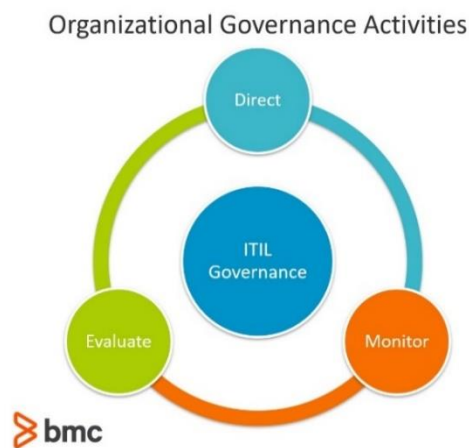 Organizational Governance Activities
Direct
ITIL
Governance
Evaluate
Monitor
bmc